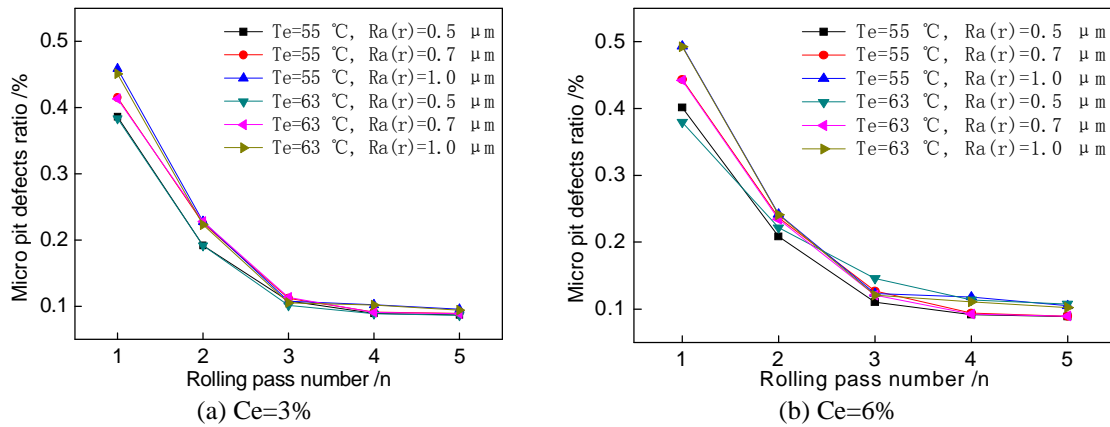 Micro pit defects ratio /%
0.5
0.4
0.3
0.2
0.1
Te=55 ℃, Ra(r)=0.5 μm
Te=55 ℃, Ra(r)=0.7 μm
Te=55 ℃, Ra(r)=1.0 μm
Te=63 ℃, Ra(r)=0.5 μm
Te=63 ℃, Ra(r)=0.7 μm
Te=63 ℃, Ra(r)=1.0 μm
1 2 3 4 5
Rolling pass number /n
(a) Ce=3%
Micro pit defects ratio /%
0.5
0.4
0.3
0.2
0.1
Te=55 ℃, Ra(r)=0.5 μm
Te=55 ℃, Ra(r)=0.7 μm
Te=55 ℃, Ra(r)=1.0 μm
Te=63 ℃, Ra(r)=0.5 μm
Te=63 ℃, Ra(r)=0.7 μm
Te=63 ℃, Ra(r)=1.0 μm
1 2 3 4 5
Rolling pass number /n
(b) Ce=6%